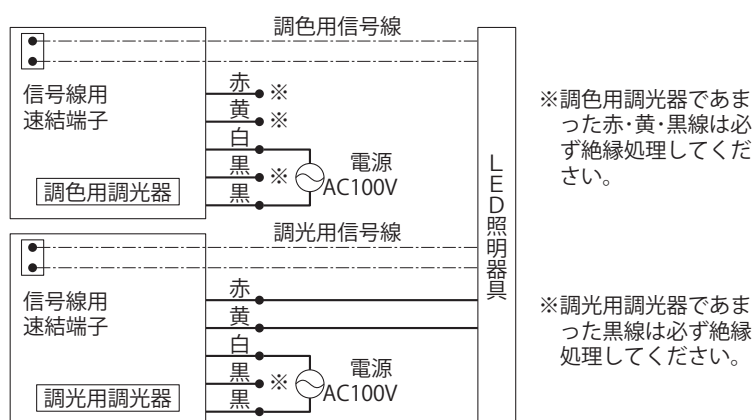 調色用信号線
信号線用
速結端子
赤 ※
黄 ※
白
黒 ※
黒
電源
AC100V
調色用調光器
※調色用調光器であま
った赤・黄・黒線は必
ず絶縁処理してくだ
さい。
LED照明器具
調光用信号線
信号線用
速結端子
赤
黄
白
黒 ※
黒
電源
AC100V
調光用調光器
※調光用調光器であま
った黒線は必ず絶縁
処理してください。